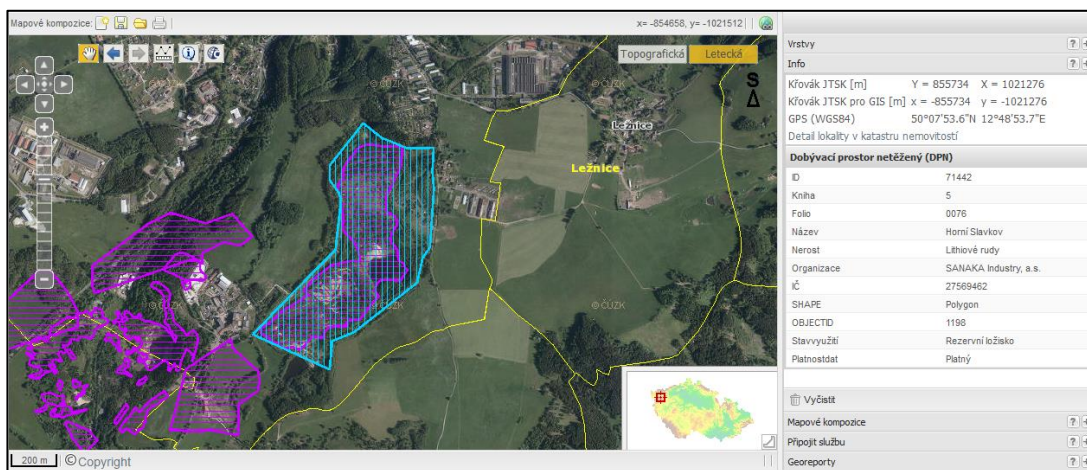 Mapové kompozice:
x= -854658, y= -1021512
Topografická
Letecká
S
Ležnice
Ležnice
© ČÚZK
© ČÚZK
© ČÚZK
© ČÚZK
200 m
© Copyright
Vrstvy
Info
Křovák JTSK [m] Y = 855734 X = 1021276
Křovák JTSK pro GIS [m] x = -855734 y = -1021276
GPS (WGS84) 50°07'53.6"N 12°48'53.7"E
Detail lokality v katastru nemovitostí
Dobývací prostor netěžený (DPN)
ID 71442
Kniha 5
Folio 0076
Název Horní Slavkov
Nerost Lithiové rudy
Organizace SANAKA Industry, a.s.
IČ 27569462
SHAPE Polygon
OBJECTID 1198
Stavvyužití Rezervní ložisko
Platnostdat Platný
Vyčistit
Mapové kompozice
Připojit službu
Georeporty